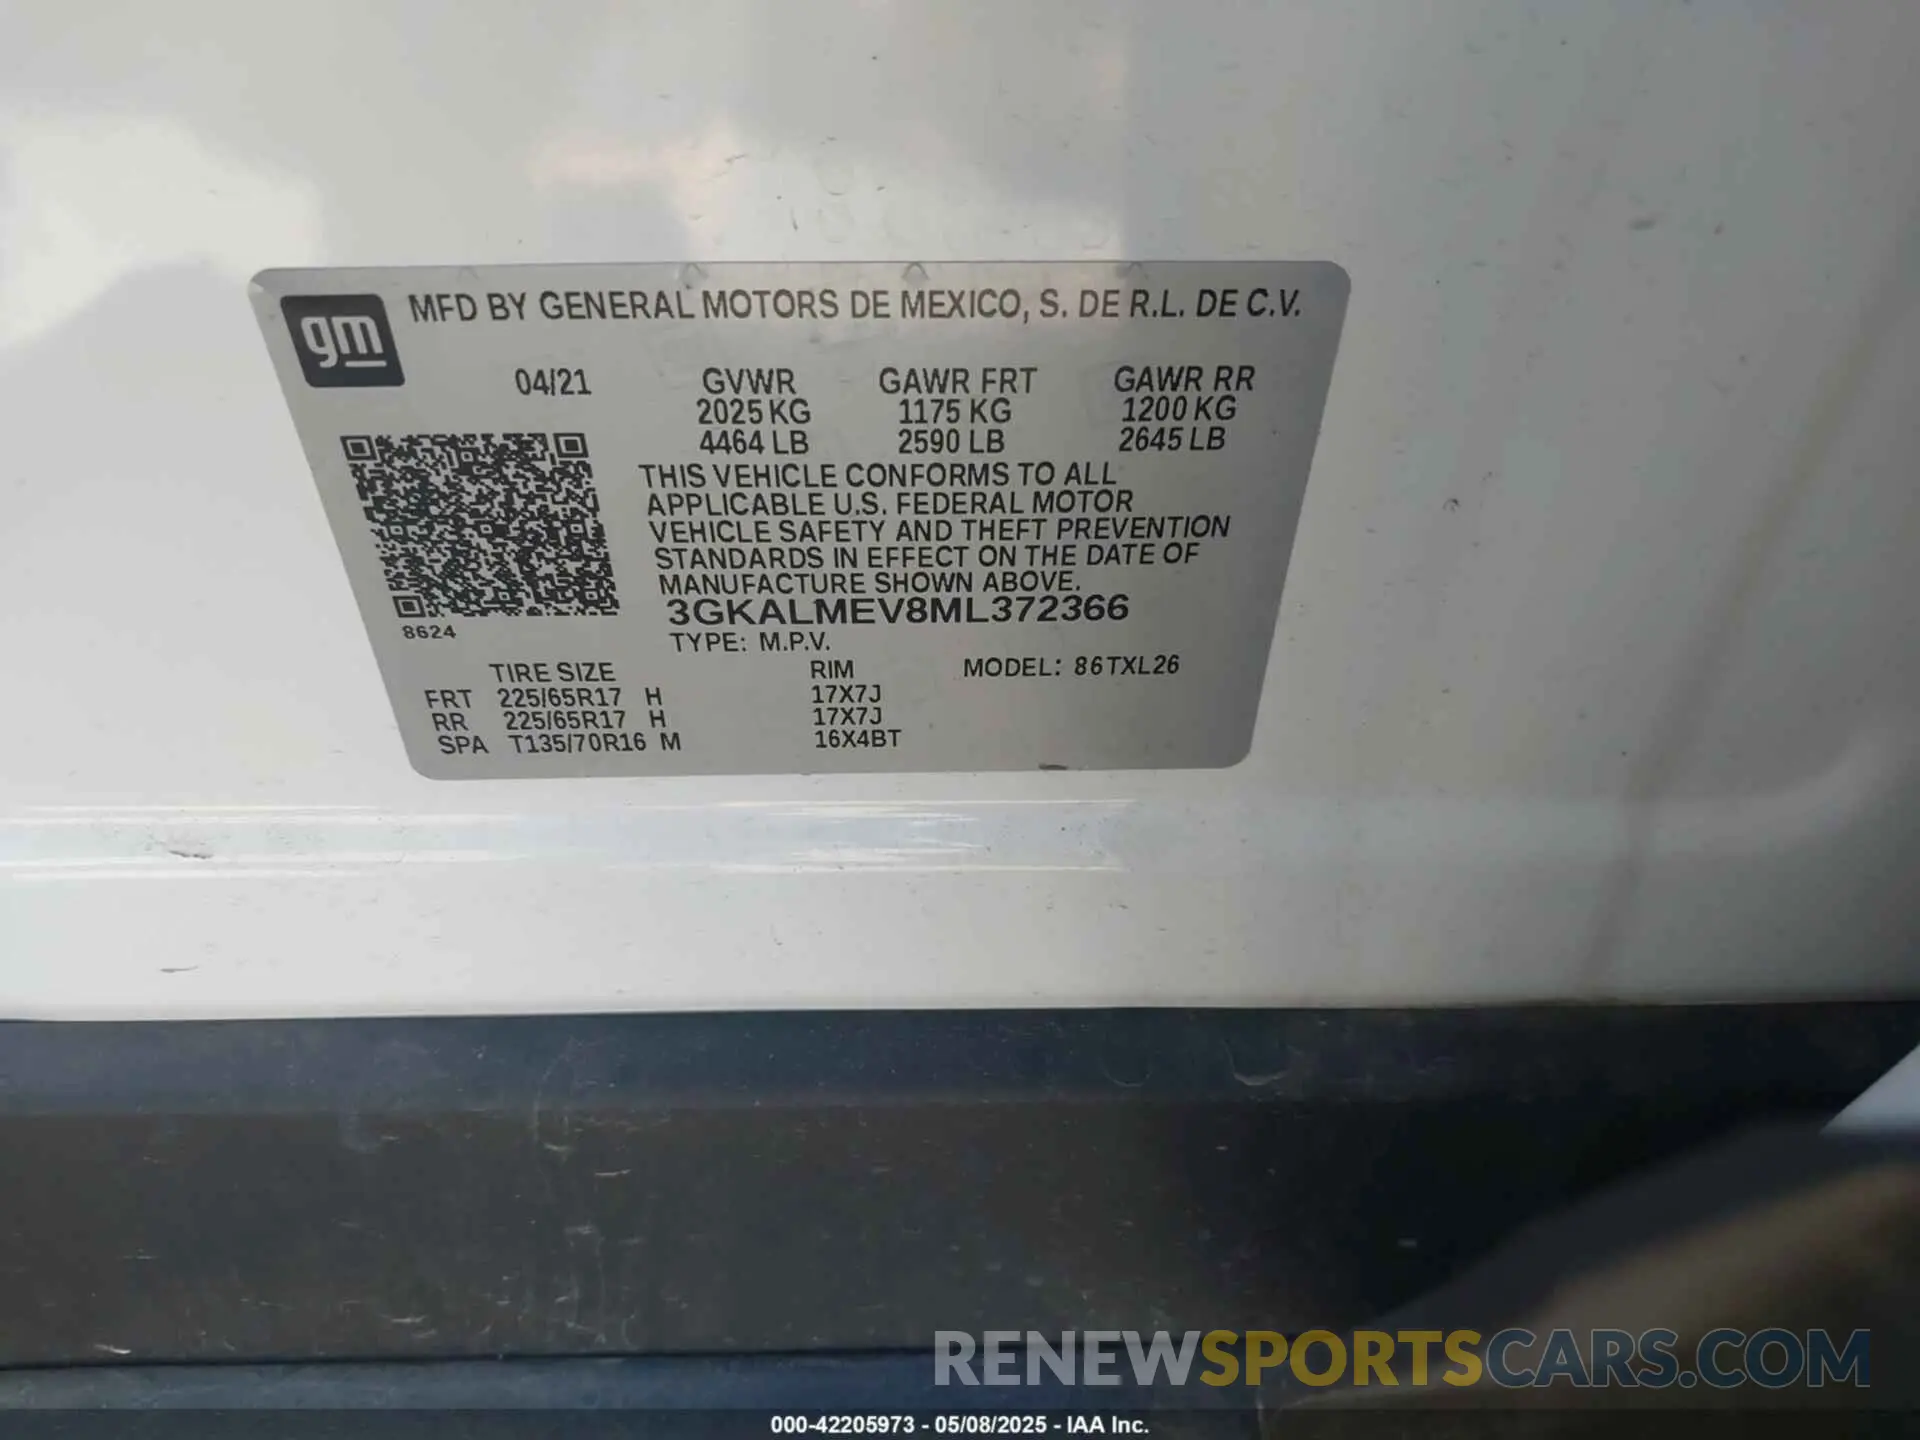 gm
MFD BY GENERAL MOTORS DE MEXICO, S. DE R.L. DE C.V.
04/21 GVWR GAWR FRT GAWR RR
2025 KG 1175 KG 1200 KG
4464 LB 2590 LB 2645 LB
THIS VEHICLE CONFORMS TO ALL
APPLICABLE U.S. FEDERAL MOTOR
VEHICLE SAFETY AND THEFT PREVENTION
STANDARDS IN EFFECT ON THE DATE OF
MANUFACTURE SHOWN ABOVE.
3GKALMEV8ML372366
8624
TYPE: M.P.V.
TIRE SIZE RIM MODEL: 86TXL26
FRT 225/65R17 H 17X7J
RR 225/65R17 H 17X7J
SPA T135/70R16 M 16X4BT
RENEWSPORTSCARS.COM
000-42205973 - 05/08/2025 - IAA Inc.